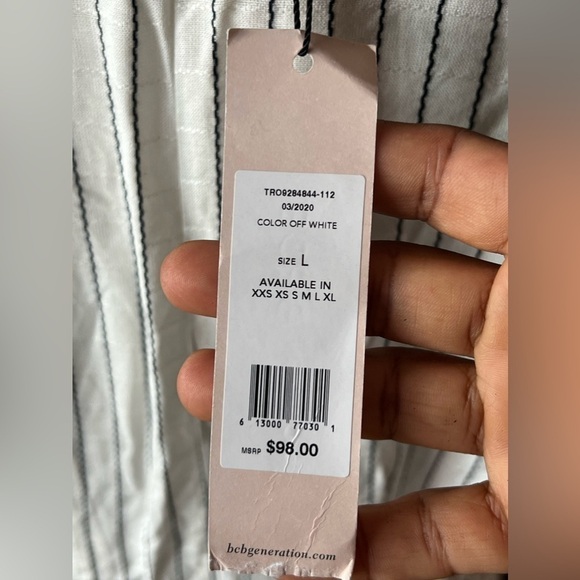 TRO9284844-112
03/2020
COLOR OFF WHITE
SIZE L
AVAILABLE IN
XXS XS S M L XL
6 13000 77030 1
MSRP $98.00
bcbgeneration.com